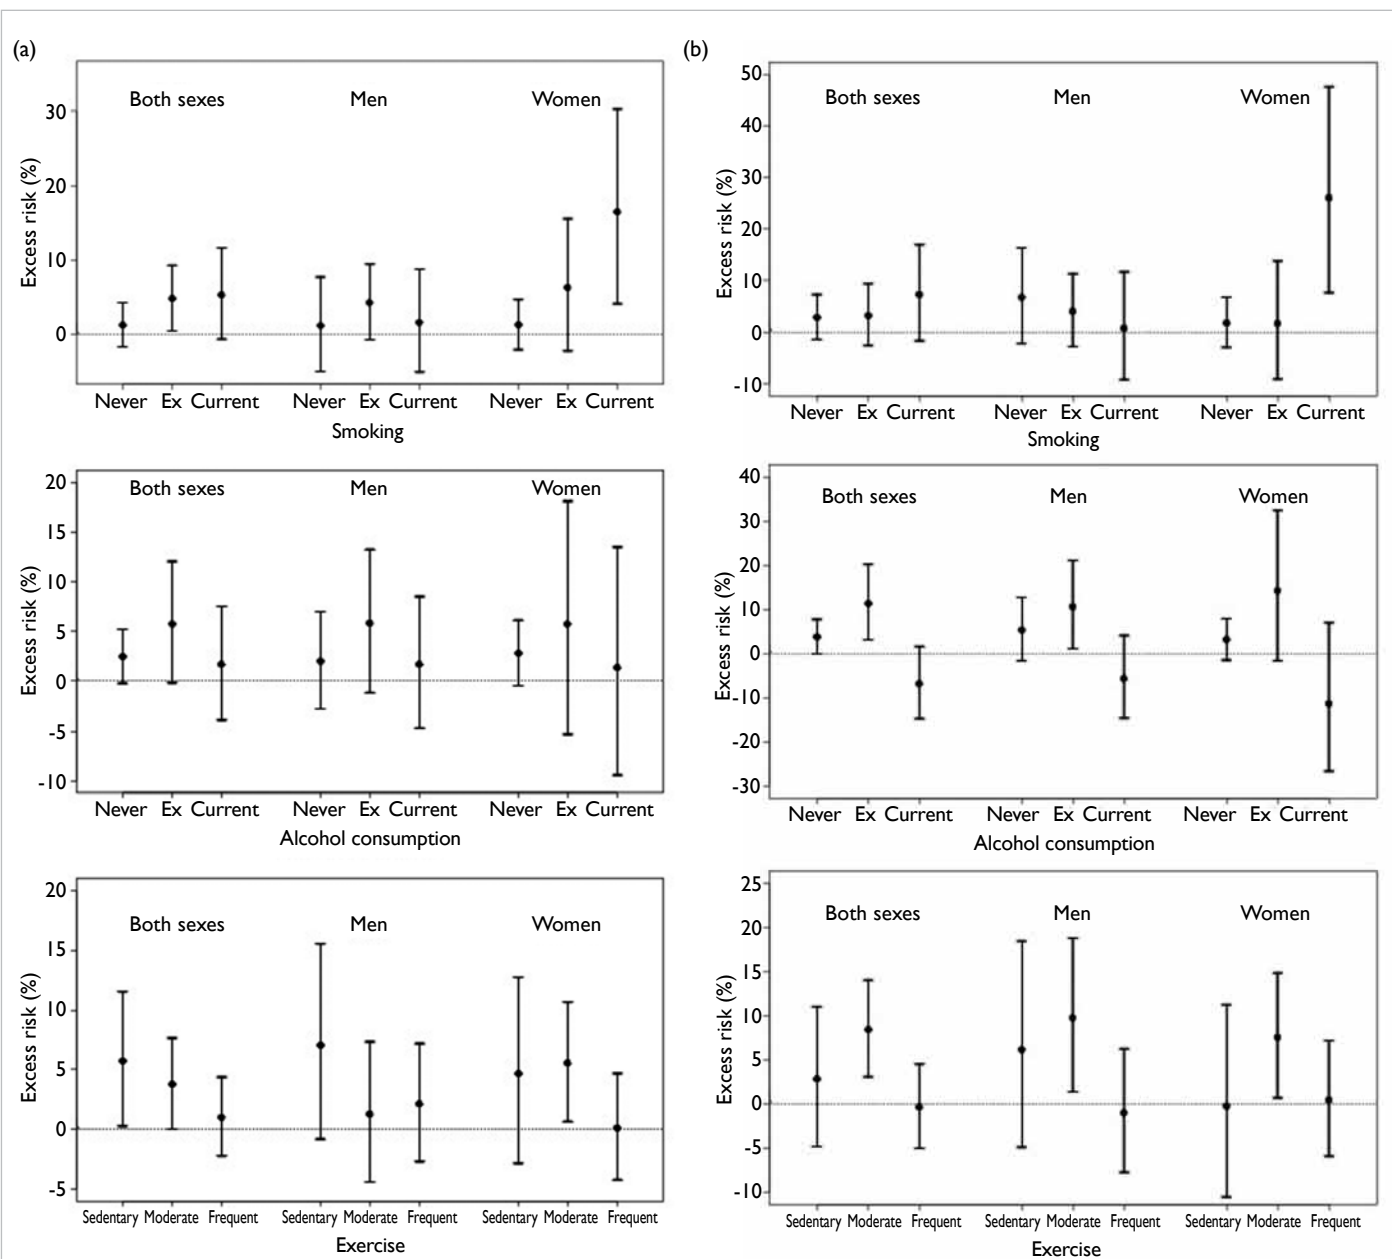 (a)
Excess risk (%)
30
20
10
0
Both sexes Men Women
Never Ex Current Never Ex Current Never Ex Current
Smoking
Excess risk (%)
20
15
10
5
0
-5
-10
Both sexes Men Women
Never Ex Current Never Ex Current Never Ex Current
Alcohol consumption
Excess risk (%)
20
15
10
5
0
-5
Both sexes Men Women
Sedentary Moderate Frequent Sedentary Moderate Frequent Sedentary Moderate Frequent
Exercise
(b)
Excess risk (%)
50
40
30
20
10
0
-10
Both sexes Men Women
Never Ex Current Never Ex Current Never Ex Current
Smoking
Excess risk (%)
40
30
20
10
0
-10
-20
-30
Both sexes Men Women
Never Ex Current Never Ex Current Never Ex Current
Alcohol consumption
Excess risk (%)
25
20
15
10
5
0
-5
-10
Both sexes Men Women
Sedentary Moderate Frequent Sedentary Moderate Frequent Sedentary Moderate Frequent
Exercise